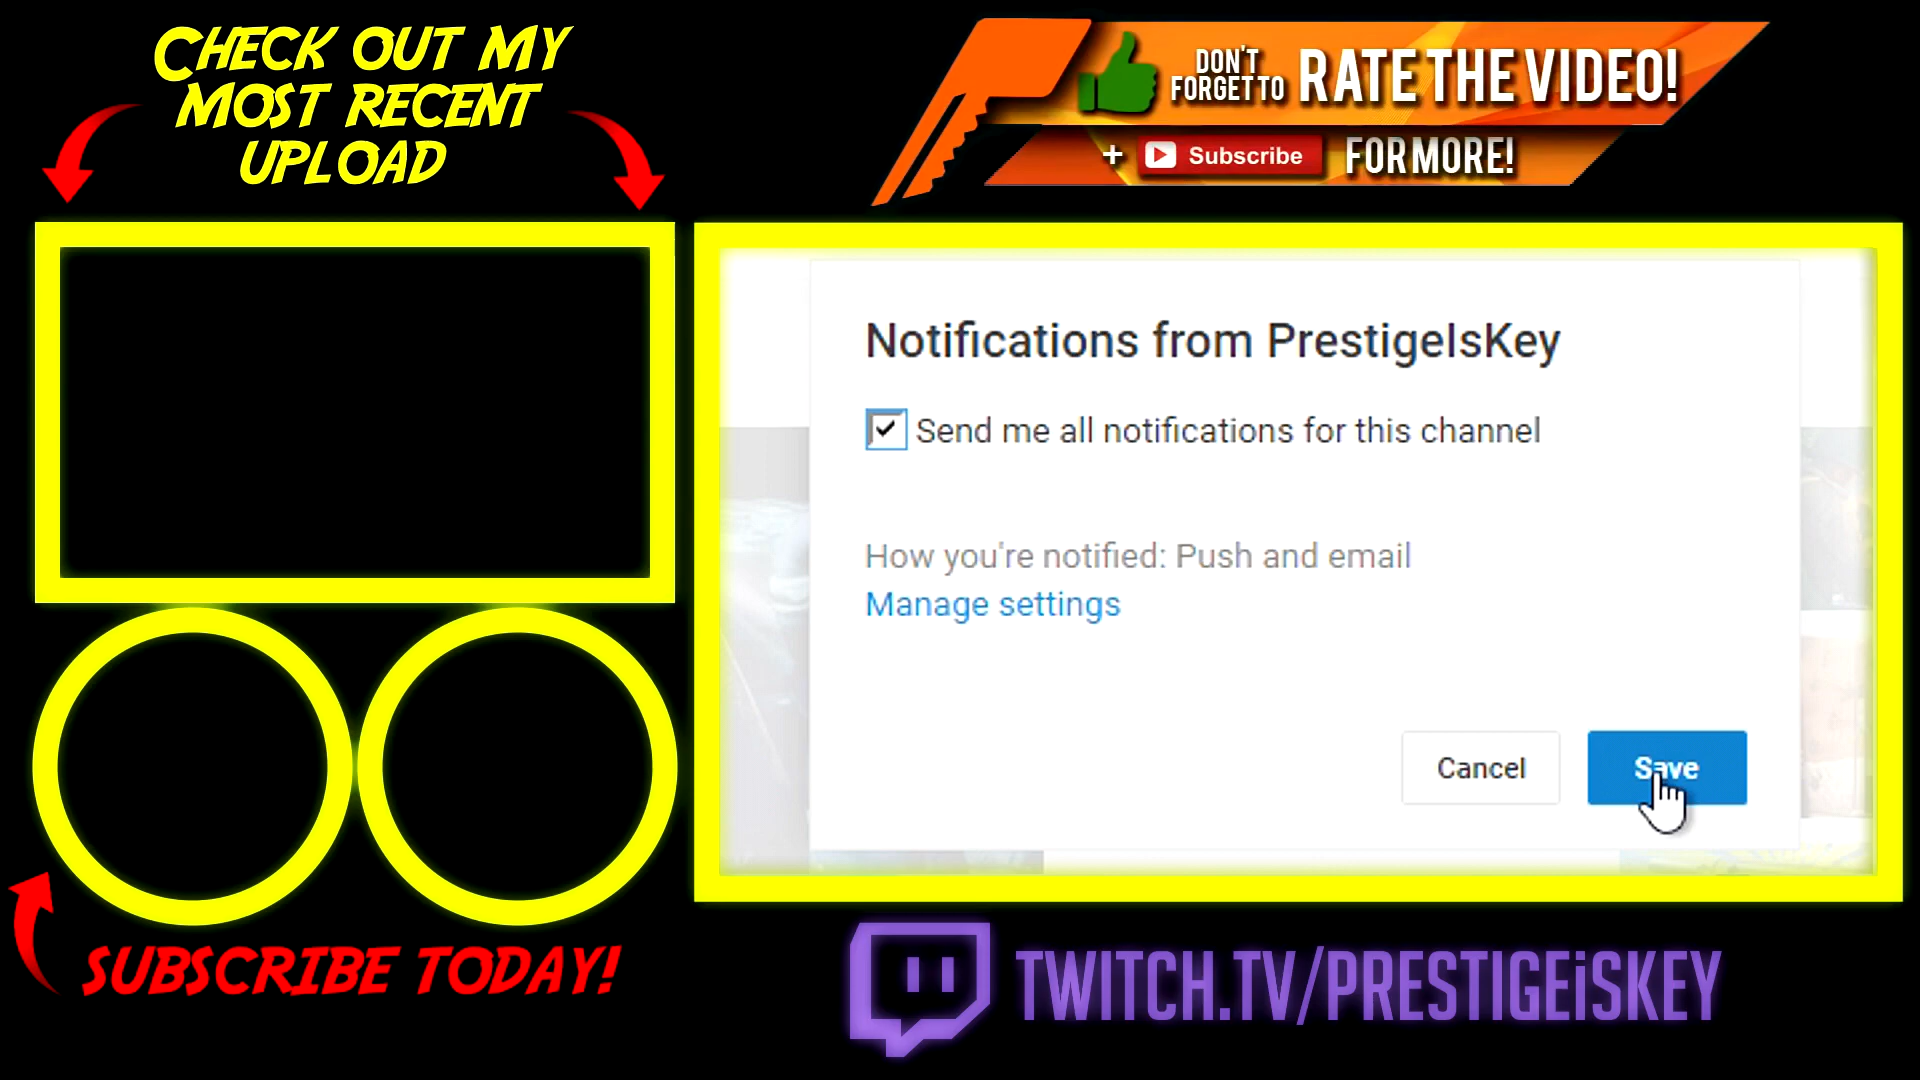 CHECK OUT MY
MOST RECENT
UPLOAD
DON'T
FORGET TO
RATE THE VIDEO!
+ Subscribe FOR MORE!
Notifications from PrestigeIsKey
Send me all notifications for this channel
How you're notified: Push and email
Manage settings
Cancel
Save
SUBSCRIBE TODAY!
TWITCH.TV/PRESTIGEiSKEY